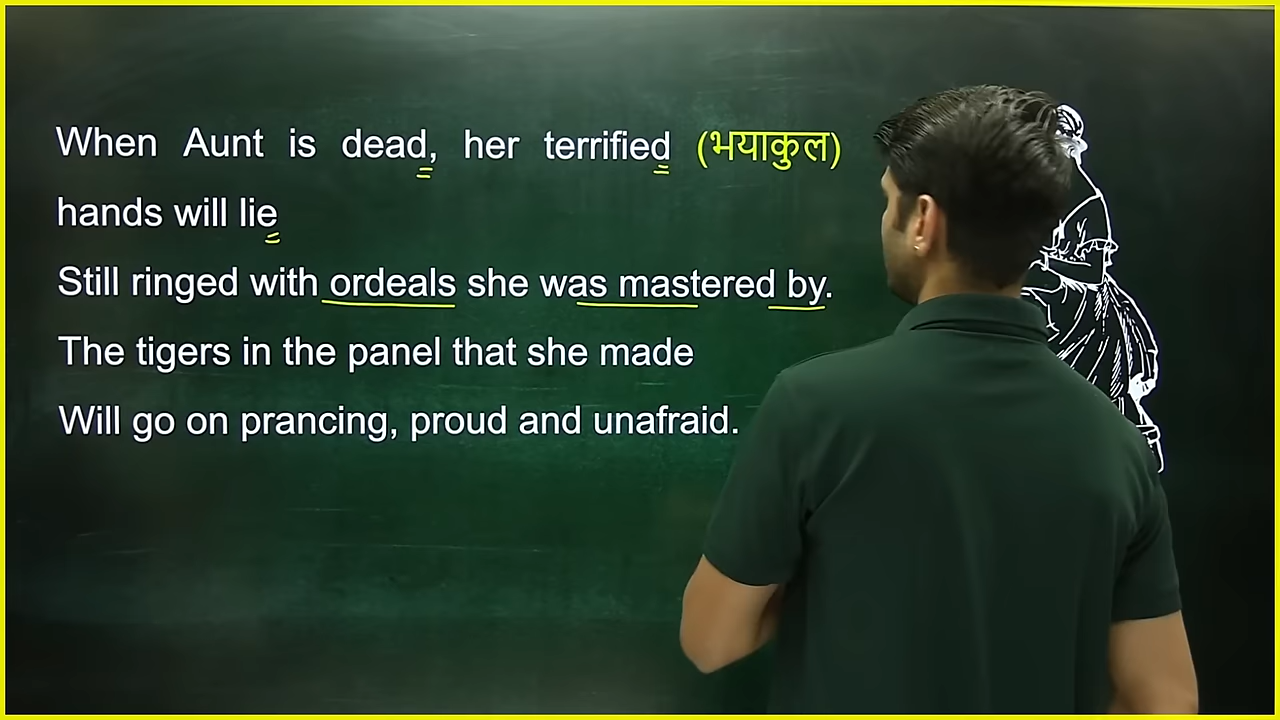 When Aunt is dead, her terrified (भयाकुल)
hands will lie
Still ringed with ordeals she was mastered by.
The tigers in the panel that she made
Will go on prancing, proud and unafraid.